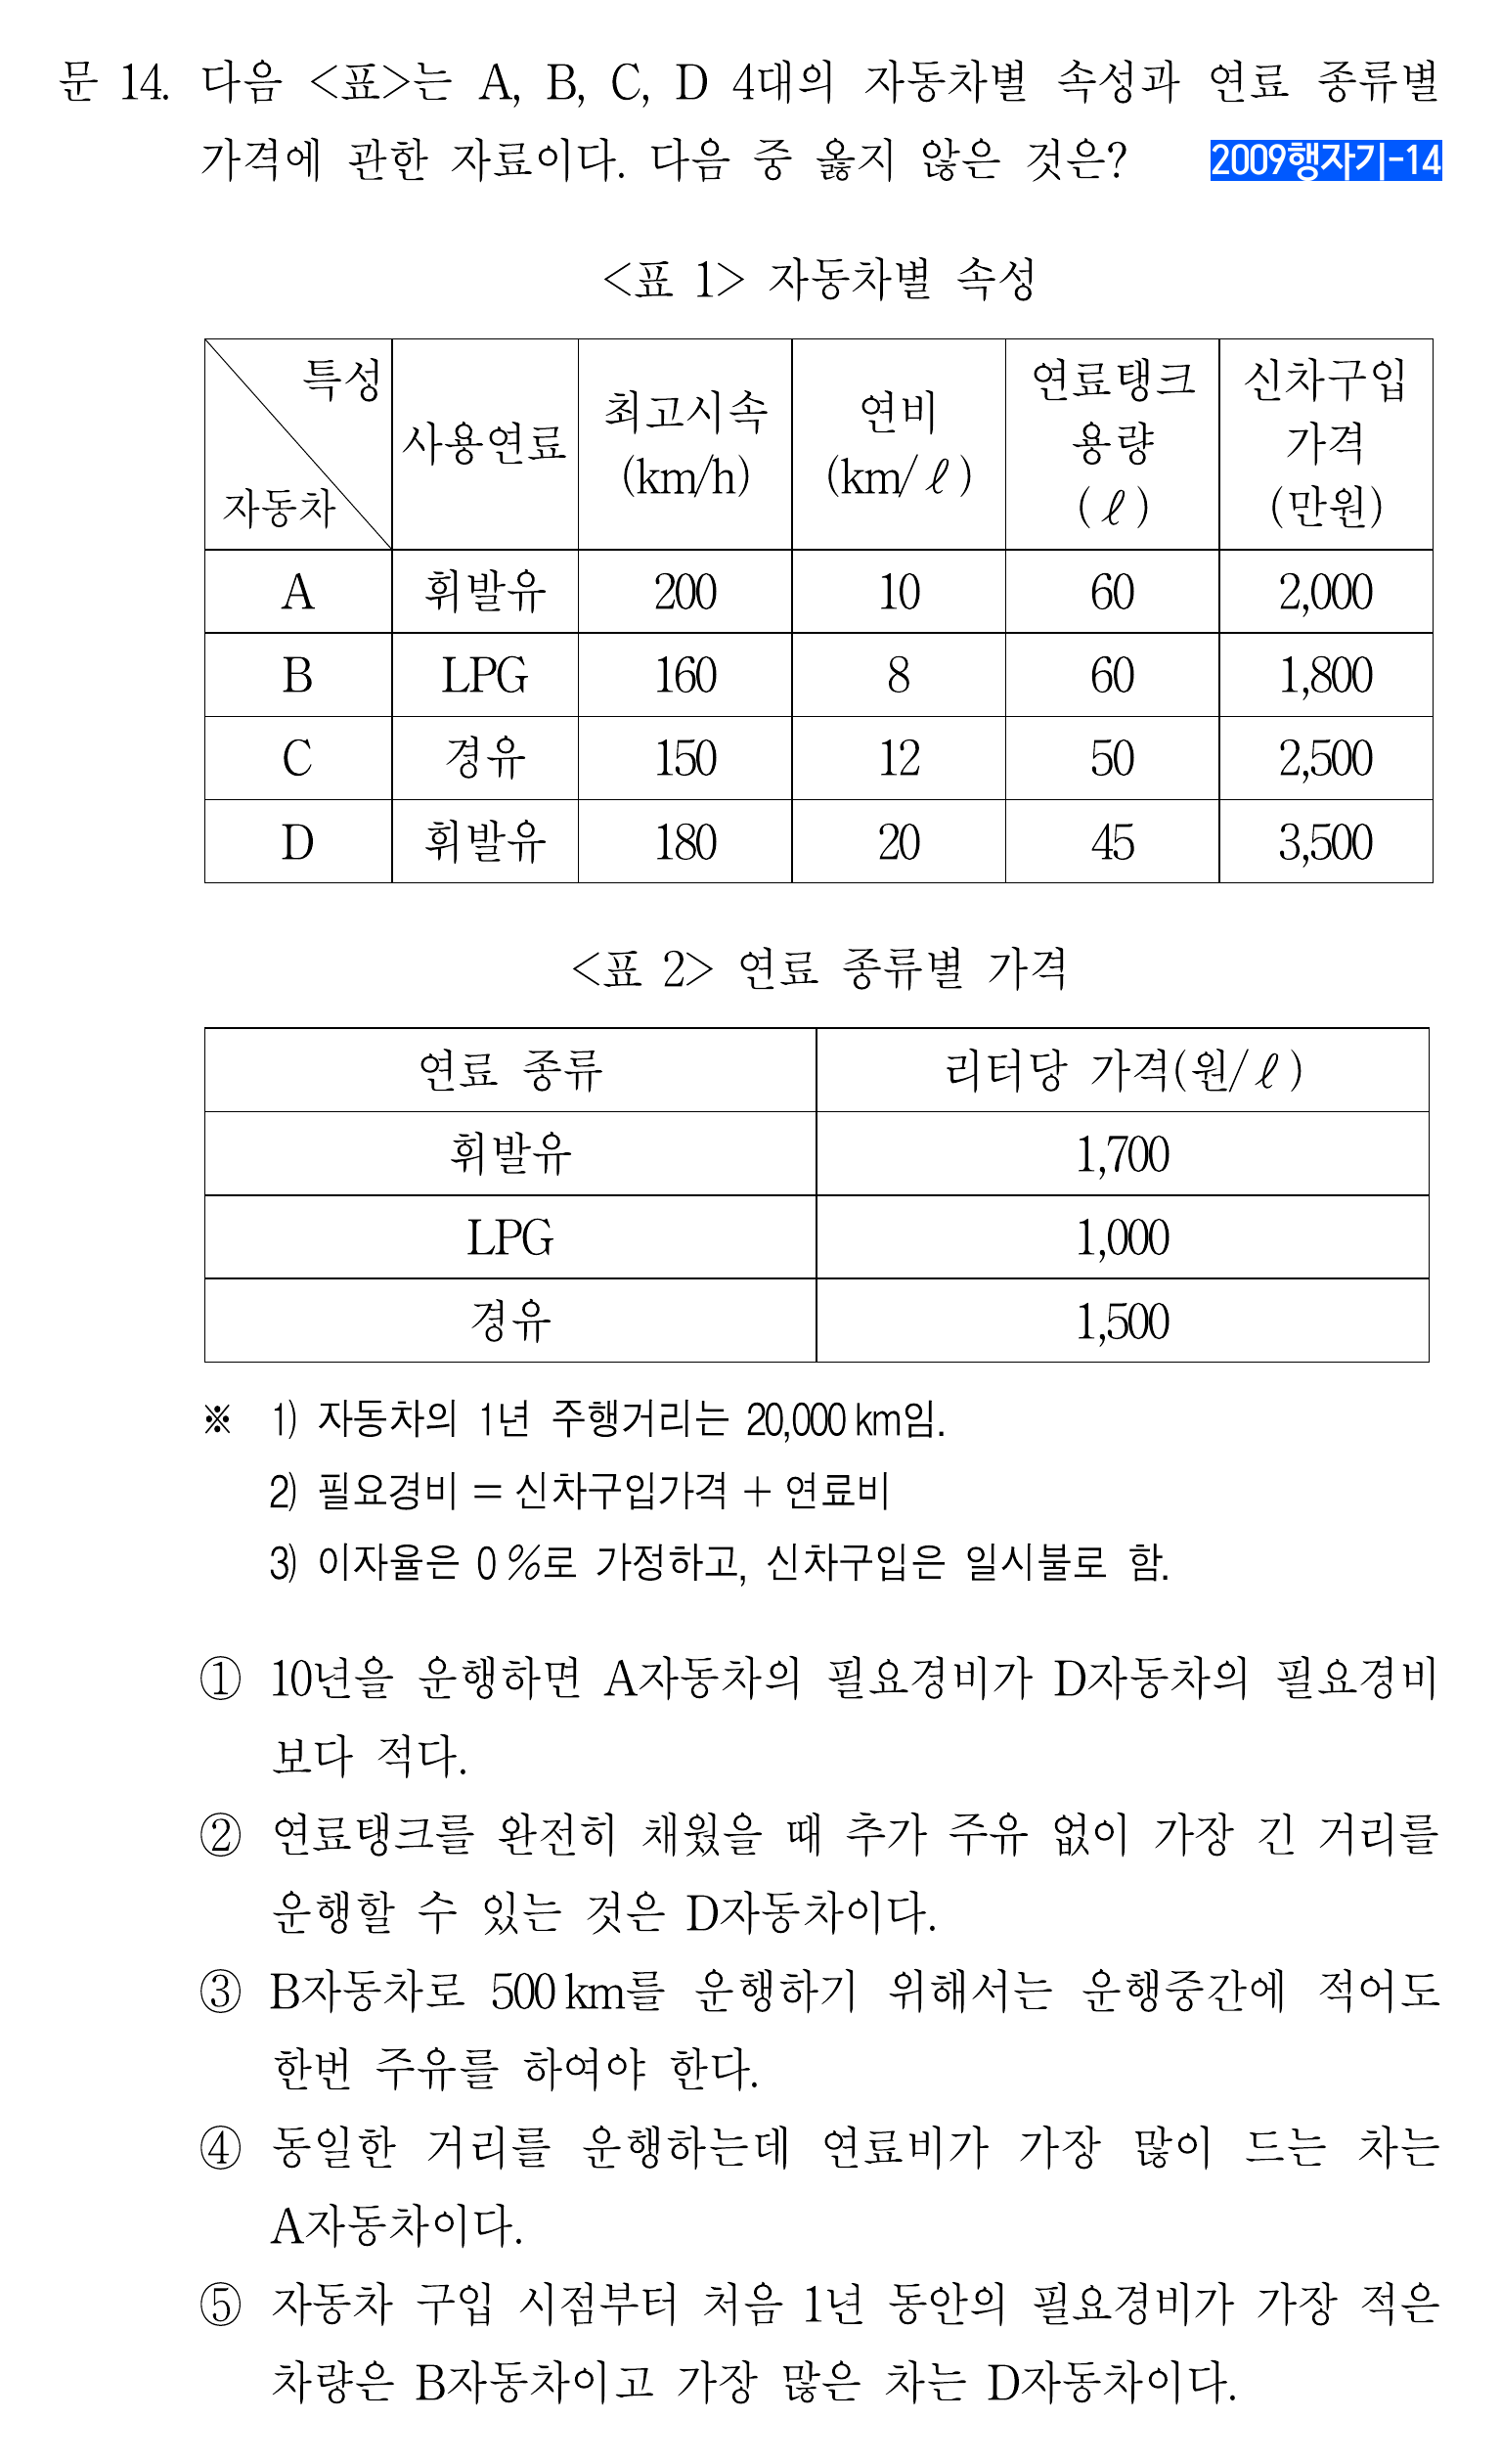 문 14. 다음 <표>는 A, B, C, D 4대의 자동차별 속성과 연료 종류별
가격에 관한 자료이다. 다음 중 옳지 않은 것은? 2009행자기-14
<표 1> 자동차별 속성
특성 자동차 사용연료 최고시속 (km/h) 연비 (km/ℓ) 연료탱크 용량 (ℓ) 신차구입 가격 (만원)
A 휘발유 200 10 60 2,000
B LPG 160 8 60 1,800
C 경유 150 12 50 2,500
D 휘발유 180 20 45 3,500
<표 2> 연료 종류별 가격
연료 종류 리터당 가격(원/ℓ)
휘발유 1,700
LPG 1,000
경유 1,500
※ 1) 자동차의 1년 주행거리는 20,000km임.
2) 필요경비 = 신차구입가격 + 연료비
3) 이자율은 0%로 가정하고, 신차구입은 일시불로 함.
① 10년을 운행하면 A자동차의 필요경비가 D자동차의 필요경비
보다 적다.
② 연료탱크를 완전히 채웠을 때 추가 주유 없이 가장 긴 거리를
운행할 수 있는 것은 D자동차이다.
③ B자동차로 500km를 운행하기 위해서는 운행중간에 적어도
한번 주유를 하여야 한다.
④ 동일한 거리를 운행하는데 연료비가 가장 많이 드는 차는
A자동차이다.
⑤ 자동차 구입 시점부터 처음 1년 동안의 필요경비가 가장 적은
차량은 B자동차이고 가장 많은 차는 D자동차이다.